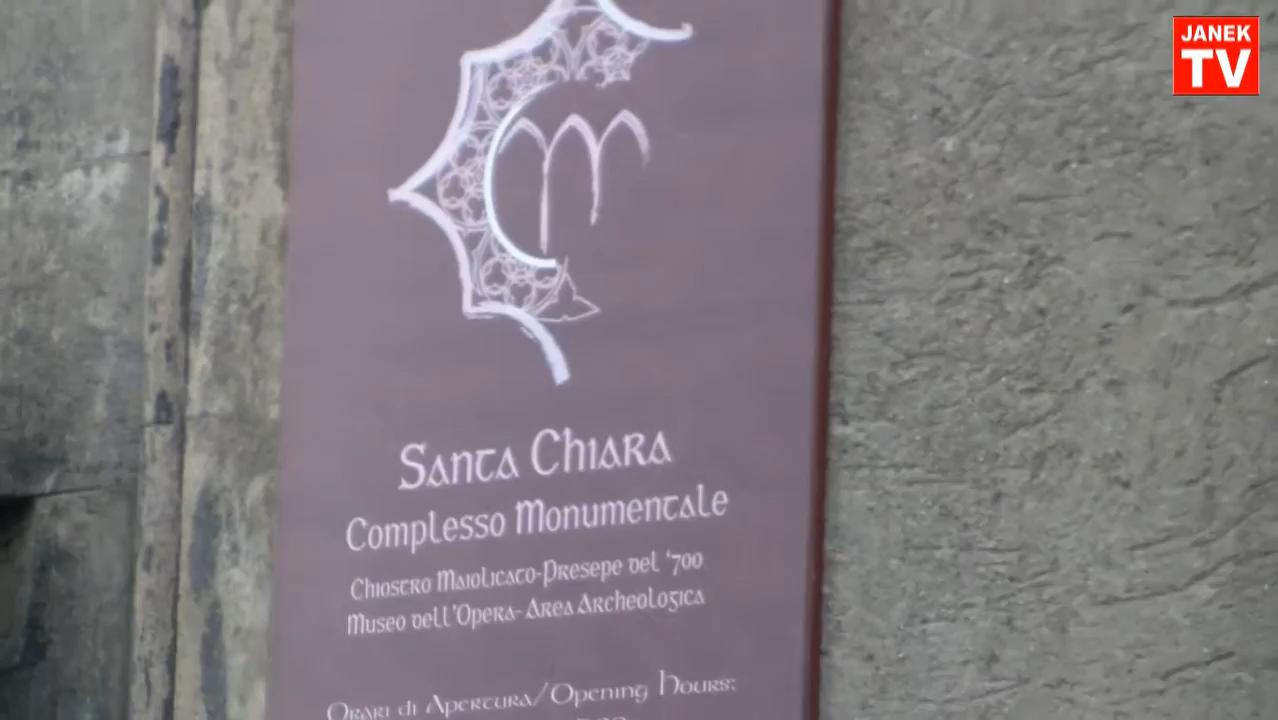 JANEK
TV
Santa Chiara
Complesso Monumentale
Chiostro Maiolicato-Presepe del '700
Museo dell'Opera-Area Archeologica
Orari di Apertura/Opening Hours: